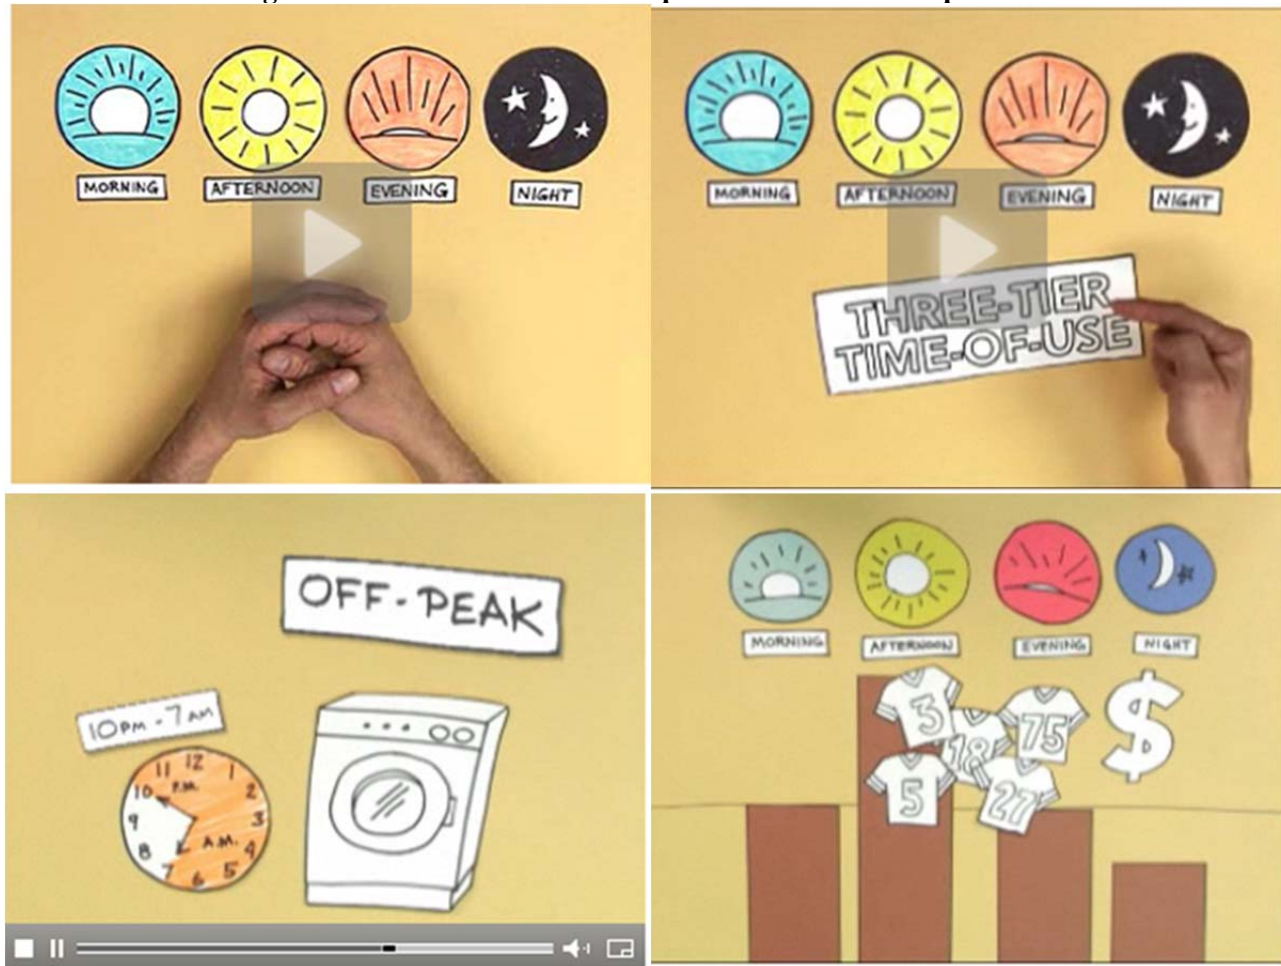 MORNING AFTERNOON EVENING NIGHT
MORNING AFTERNOON EVENING NIGHT
THREE-TIER
TIME-OF-USE
OFF-PEAK
10PM-7AM
11 12 1
10 P.M. 2
9 3
8 A.M. 4
7 6 5
MORNING AFTERNOON EVENING NIGHT
3 75 $
18
5 27